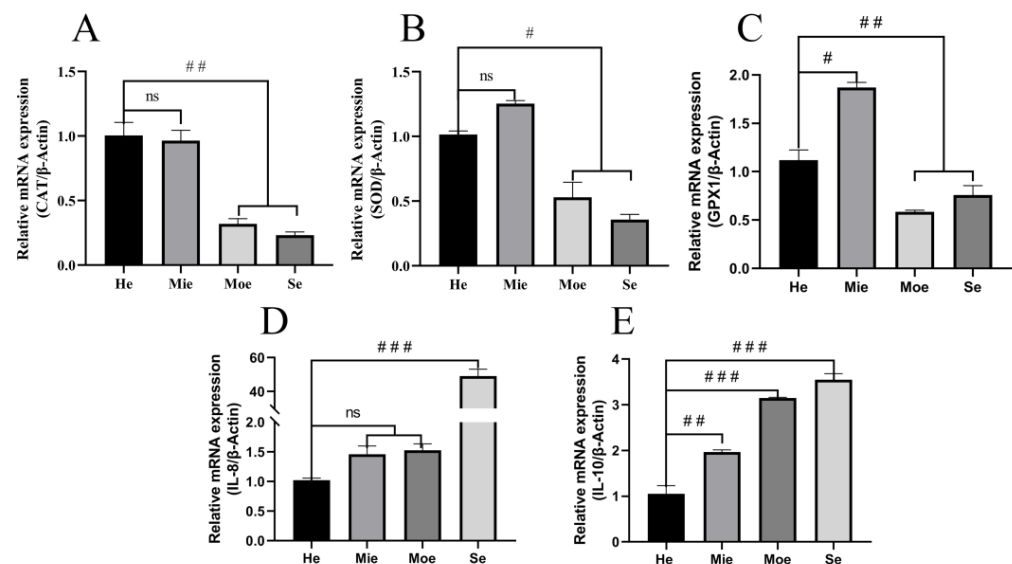 A
Relative mRNA expression
(CAT/β-Actin)
1.5
1.0
0.5
0.0
# #
ns
He Mie Moe Se
B
Relative mRNA expression
(SOD/β-Actin)
1.5
1.0
0.5
0.0
#
ns
He Mie Moe Se
C
Relative mRNA expression
(GPX1/β-Actin)
2.0
1.5
1.0
0.5
0.0
# #
#
He Mie Moe Se
D
Relative mRNA expression
(IL-8/β-Actin)
60
40
20
2.0
1.5
1.0
0.5
0.0
# # #
ns
He Mie Moe Se
E
Relative mRNA expression
(IL-10/β-Actin)
4
3
2
1
0
# # #
# # #
# #
He Mie Moe Se